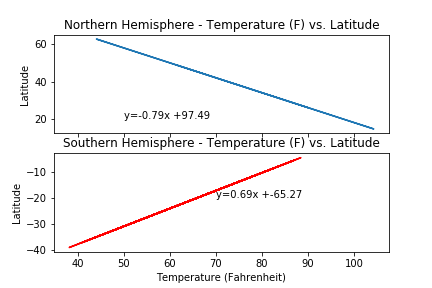 Northern Hemisphere - Temperature (F) vs. Latitude
60
40
20
Latitude
y=-0.79x +97.49
Southern Hemisphere - Temperature (F) vs. Latitude
−10
−20
−30
−40
Latitude
y=0.69x +-65.27
40 50 60 70 80 90 100
Temperature (Fahrenheit)